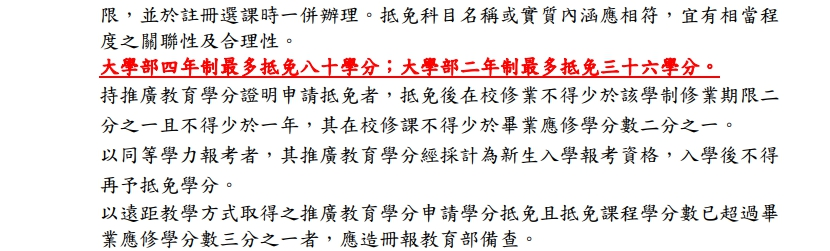 限，並於註冊選課時一併辦理。抵免科目名稱或實質內涵應相符，宜有相當程
度之關聯性及合理性。
大學部四年制最多抵免八十學分；大學部二年制最多抵免三十六學分。
持推廣教育學分證明申請抵免者，抵免後在校修業不得少於該學制修業期限二
分之一且不得少於一年，其在校修課不得少於畢業應修學分數二分之一。
以同等學力報考者，其推廣教育學分經採計為新生入學報考資格，入學後不得
再予抵免學分。
以遠距教學方式取得之推廣教育學分申請學分抵免且抵免課程學分數已超過畢
業應修學分數三分之一者，應造冊報教育部備查。